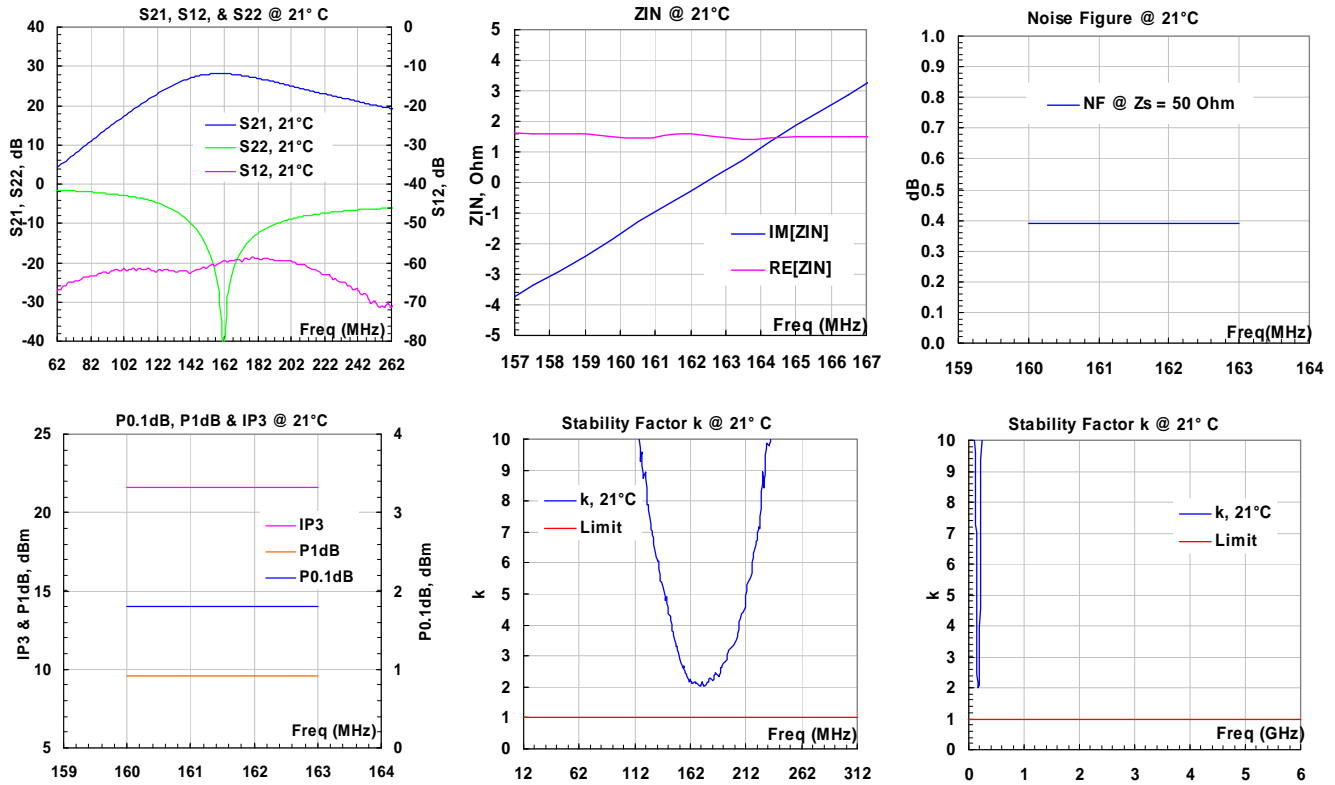 S21, S12, & S22 @ 21° C
40
30
20
10
0
-10
-20
-30
-40
0
-10
-20
-30
-40
-50
-60
-70
-80
S21, S22, dB
S12, dB
S21, 21°C
S22, 21°C
S12, 21°C
Freq (MHz)
62 82 102 122 142 162 182 202 222 242 262
ZIN @ 21°C
5
4
3
2
1
0
-1
-2
-3
-4
-5
ZIN, Ohm
IM[ZIN]
RE[ZIN]
Freq (MHz)
157 158 159 160 161 162 163 164 165 166 167
Noise Figure @ 21°C
1.0
0.9
0.8
0.7
0.6
0.5
0.4
0.3
0.2
0.1
0.0
dB
NF @ Zs = 50 Ohm
Freq(MHz)
159 160 161 162 163 164
P0.1dB, P1dB & IP3 @ 21°C
25
20
15
10
5
4
3
2
1
0
IP3 & P1dB, dBm
P0.1dB, dBm
IP3
P1dB
P0.1dB
Freq (MHz)
159 160 161 162 163 164
Stability Factor k @ 21° C
10
9
8
7
6
5
4
3
2
1
0
k
k, 21°C
Limit
Freq (MHz)
12 62 112 162 212 262 312
Stability Factor k @ 21° C
10
9
8
7
6
5
4
3
2
1
0
k
k, 21°C
Limit
Freq (GHz)
0 1 2 3 4 5 6